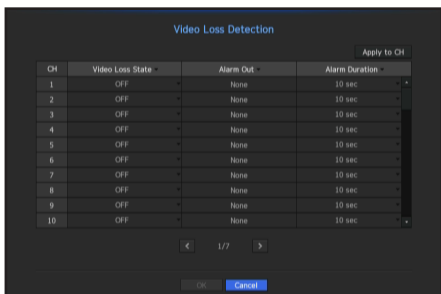 Video Loss Detection
Apply to CH
CH Video Loss State Alarm Out Alarm Duration
1 OFF None 10 sec
2 OFF None 10 sec
3 OFF None 10 sec
4 OFF None 10 sec
5 OFF None 10 sec
6 OFF None 10 sec
7 OFF None 10 sec
8 OFF None 10 sec
9 OFF None 10 sec
10 OFF None 10 sec
< 1/7 >
OK Cancel